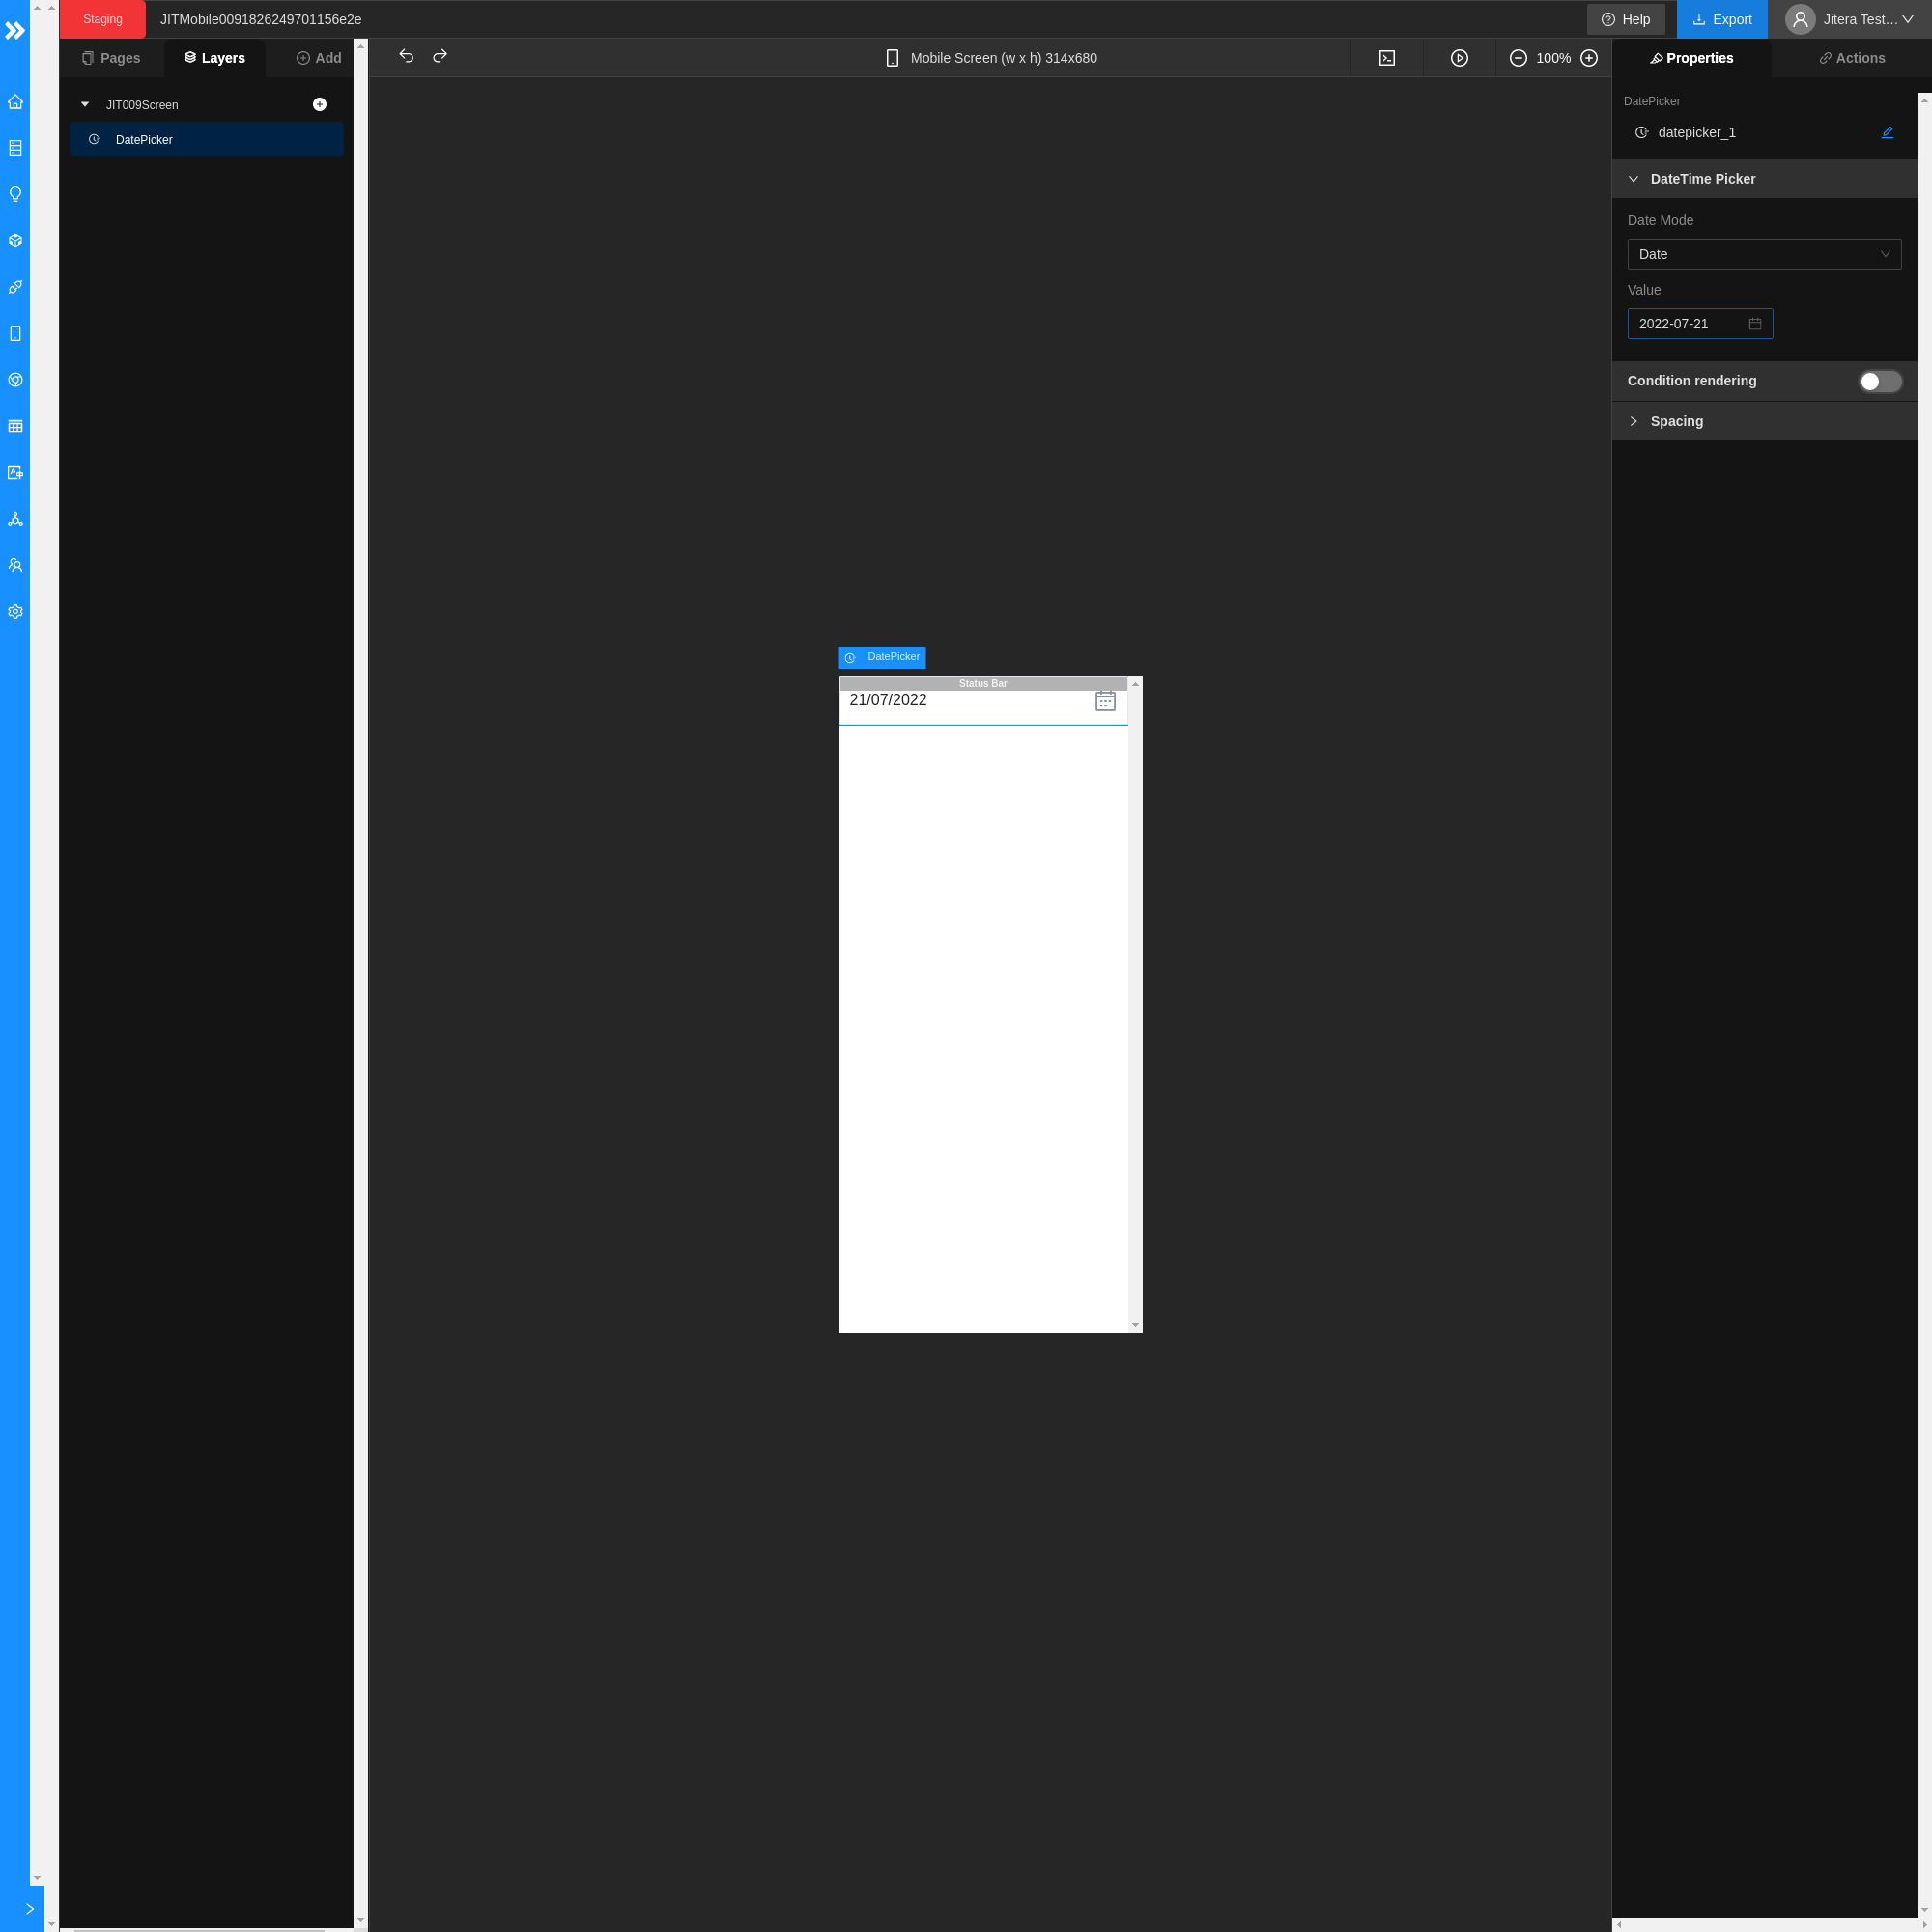 Staging
JITMobile0091826249701156e2e
Help
Export
Jitera Test...
Pages
Layers
Add
Mobile Screen (w x h) 314x680
100%
Properties
Actions
JIT009Screen
DatePicker
DatePicker
datepicker_1
DateTime Picker
Date Mode
Date
Value
2022-07-21
Condition rendering
Spacing
DatePicker
Status Bar
21/07/2022